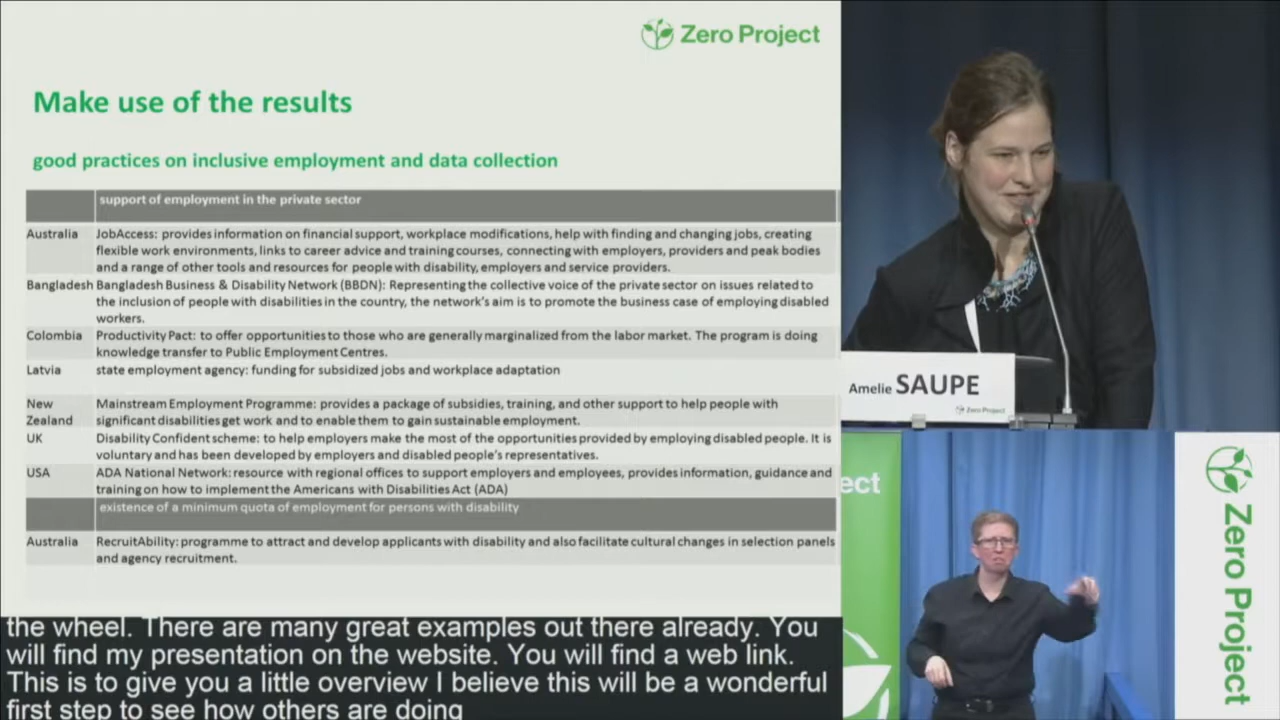 Zero Project
Make use of the results
good practices on inclusive employment and data collection
support of employment in the private sector
Australia JobAccess: provides information on financial support, workplace modifications, help with finding and changing jobs, creating
flexible work environments, links to career advice and training courses, connecting with employers, providers and peak bodies
and a range of other tools and resources for people with disability, employers and service providers.
Bangladesh Bangladesh Business & Disability Network (BBDN): Representing the collective voice of the private sector on issues related to
the inclusion of people with disabilities in the country, the network's aim is to promote the business case of employing disabled
workers.
Colombia Productivity Pact: to offer opportunities to those who are generally marginalized from the labor market. The program is doing
knowledge transfer to Public Employment Centres.
Latvia state employment agency: funding for subsidized jobs and workplace adaptation
New Mainstream Employment Programme: provides a package of subsidies, training, and other support to help people with
Zealand significant disabilities get work and to enable them to gain sustainable employment.
UK Disability Confident scheme: to help employers make the most of the opportunities provided by employing disabled people. It is
voluntary and has been developed by employers and disabled people's representatives.
USA ADA National Network: resource with regional offices to support employers and employees, provides information, guidance and
training on how to implement the Americans with Disabilities Act (ADA)
existence of a minimum quota of employment for persons with disability
Australia RecruitAbility: programme to attract and develop applicants with disability and also facilitate cultural changes in selection panels
and agency recruitment.
the wheel. There are many great examples out there already. You
will find my presentation on the website. You will find a web link.
This is to give you a little overview I believe this will be a wonderful
first step to see how others are doing
Amelie SAUPE
Zero Project
ect
Zero Project